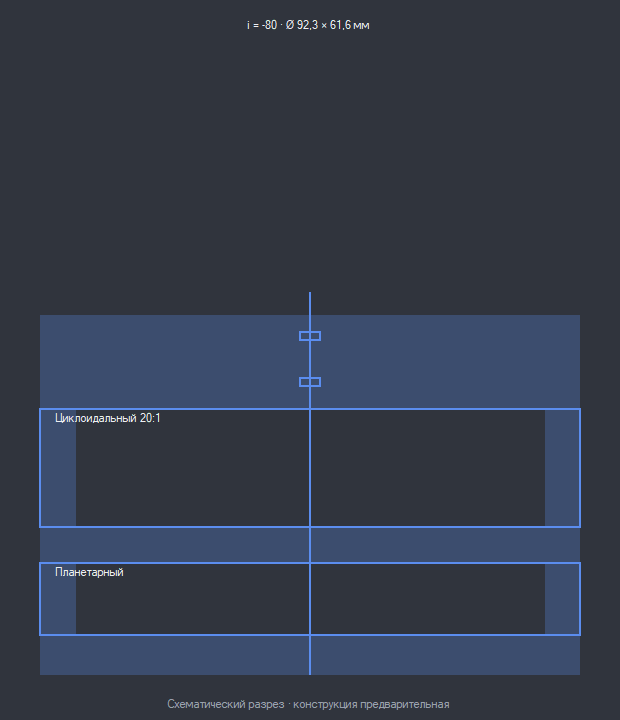 i = -80 · Ø 92,3 × 61,6 мм
Циклоидальный 20:1
Планетарный
Схематический разрез · конструкция предварительная